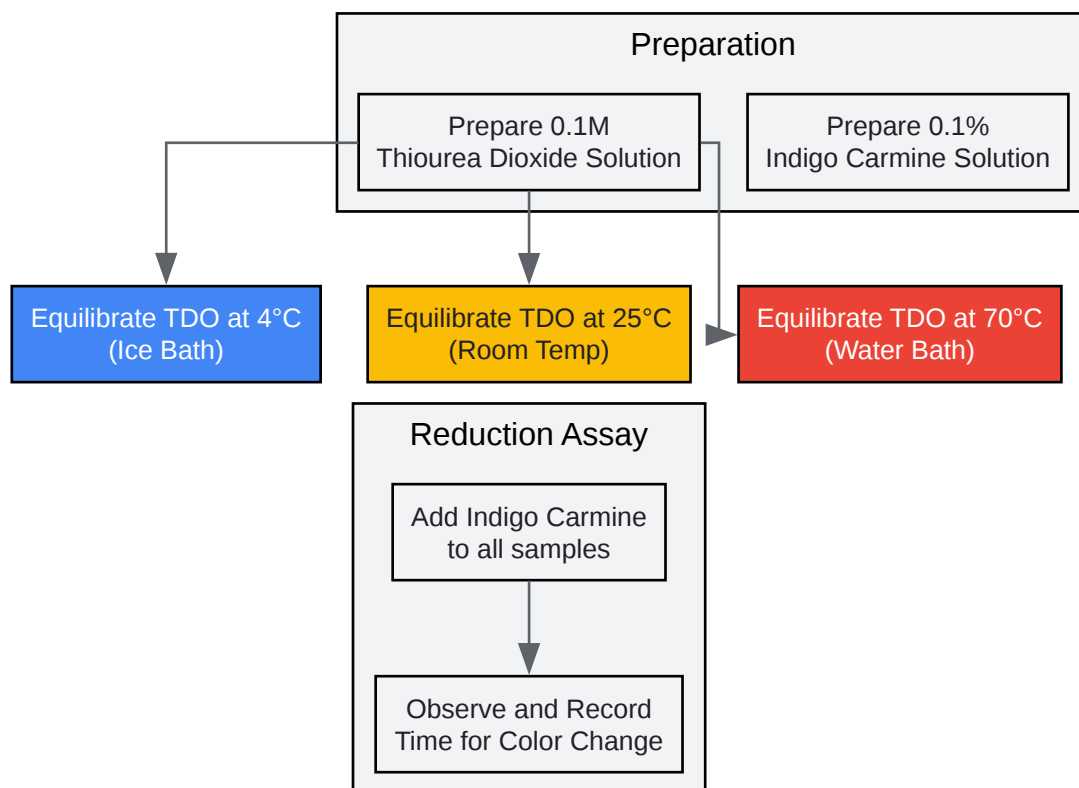 Preparation
Prepare 0.1M
Thiourea Dioxide Solution
Prepare 0.1%
Indigo Carmine Solution
Equilibrate TDO at 4°C
(Ice Bath)
Equilibrate TDO at 25°C
(Room Temp)
Equilibrate TDO at 70°C
(Water Bath)
Reduction Assay
Add Indigo Carmine
to all samples
Observe and Record
Time for Color Change